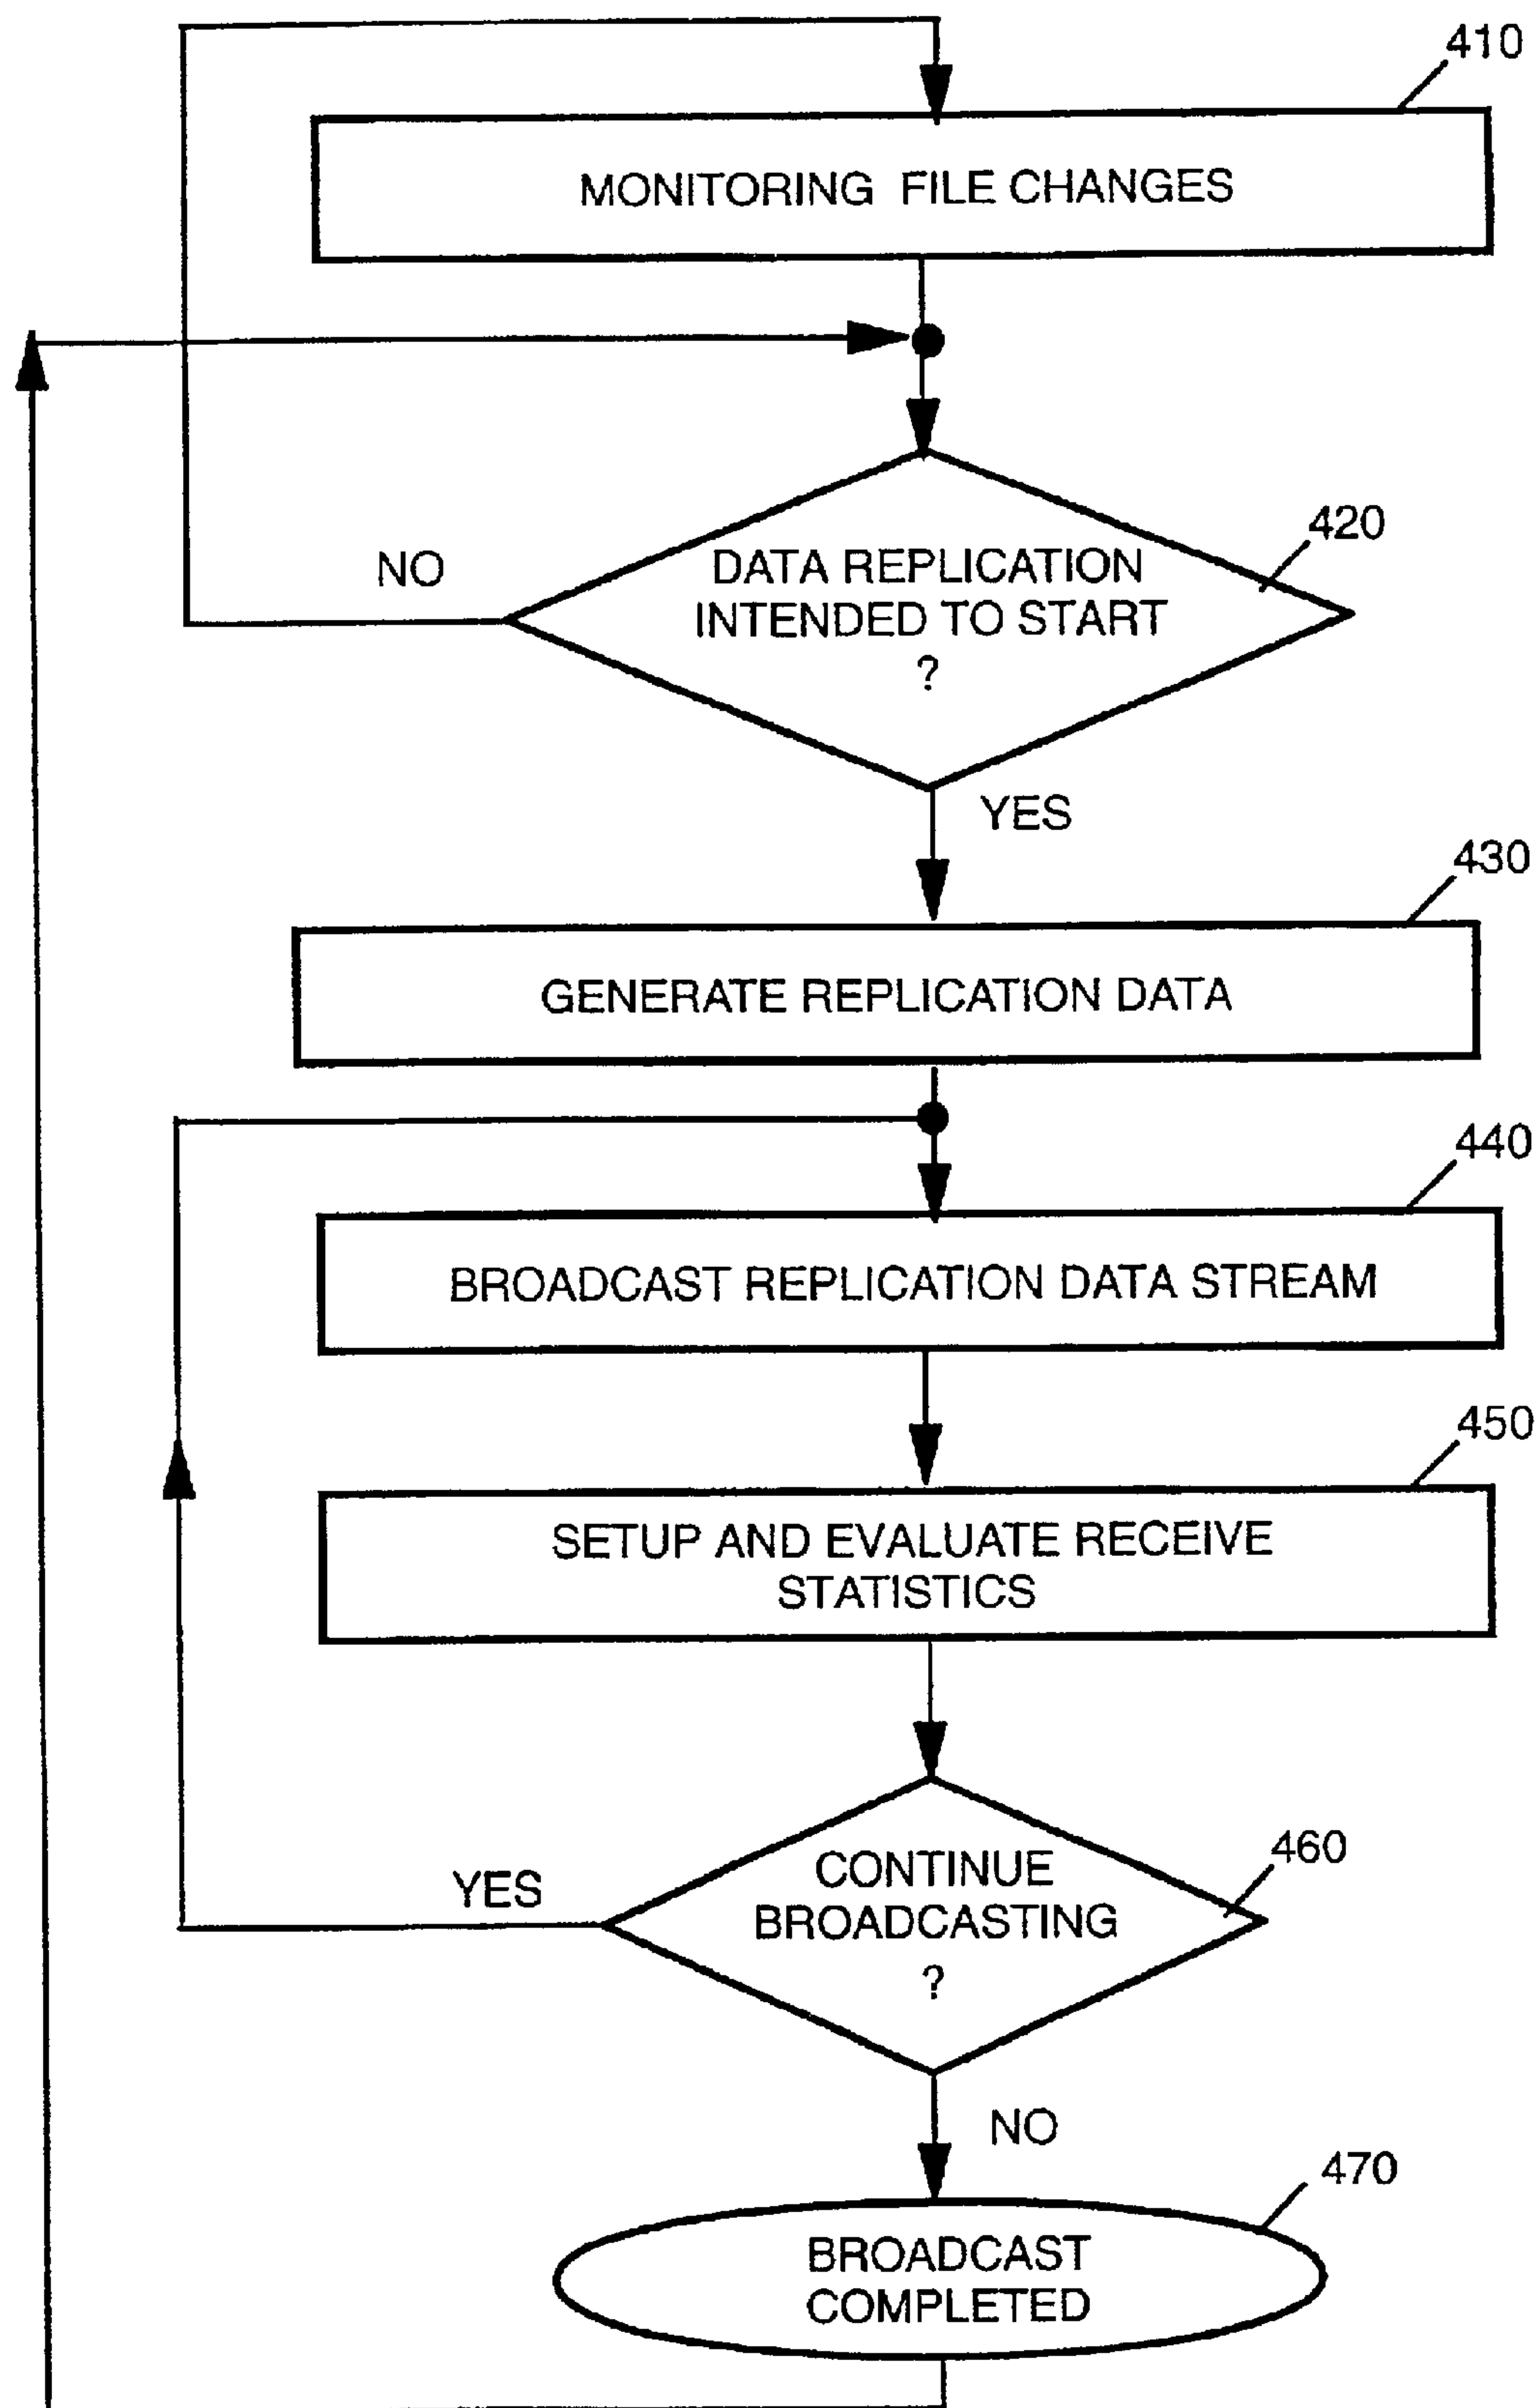 410
MONITORING FILE CHANGES
420
NO
DATA REPLICATION
INTENDED TO START
?
YES
430
GENERATE REPLICATION DATA
440
BROADCAST REPLICATION DATA STREAM
450
SETUP AND EVALUATE RECEIVE
STATISTICS
460
YES
CONTINUE
BROADCASTING
?
NO
470
BROADCAST
COMPLETED